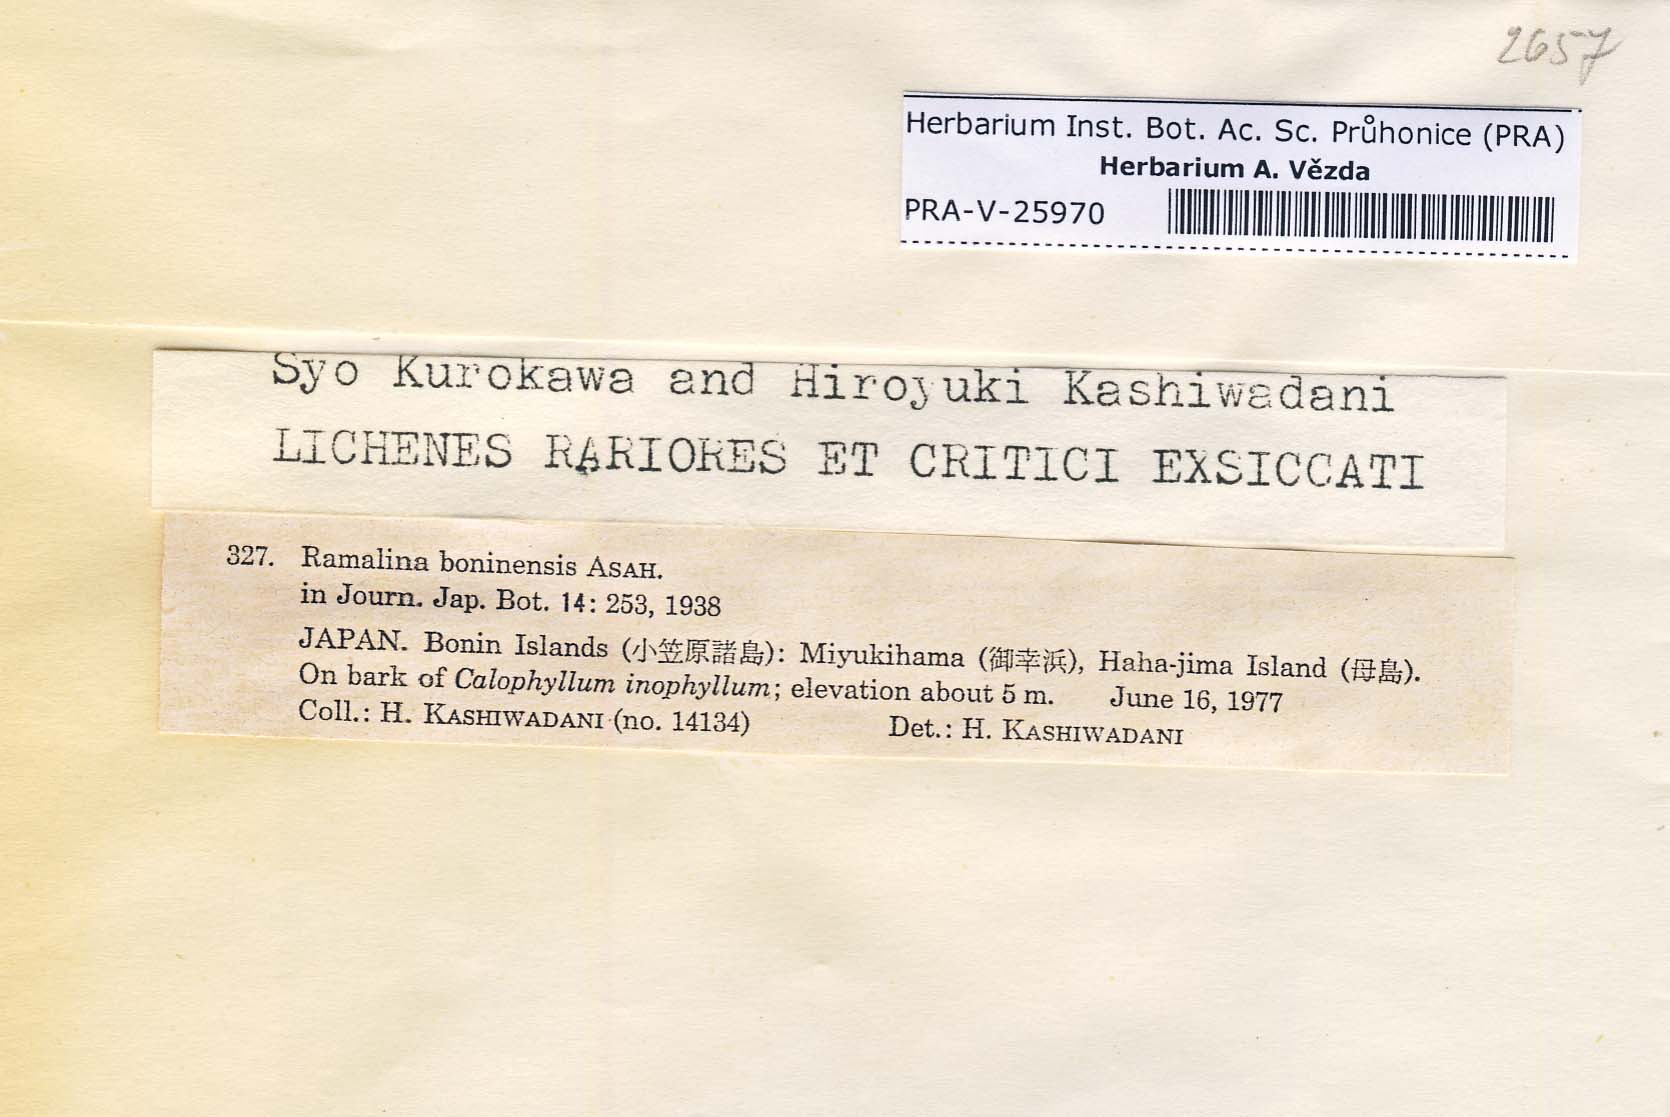 2657
Herbarium Inst. Bot. Ac. Sc. Průhonice (PRA)
Herbarium A. Vězda
PRA-V-25970
Syo Kurokawa and Hiroyuki Kashiwadani
LICHENES RARIORES ET CRITICI EXSICCATI
327. Ramalina boninensis ASAH.
in Journ. Jap. Bot. 14: 253, 1938
JAPAN. Bonin Islands (小笠原諸島): Miyukihama (御幸浜), Haha-jima Island (母島).
On bark of Calophyllum inophyllum; elevation about 5 m. June 16, 1977
Coll.: H. KASHIWADANI (no. 14134) Det.: H. KASHIWADANI